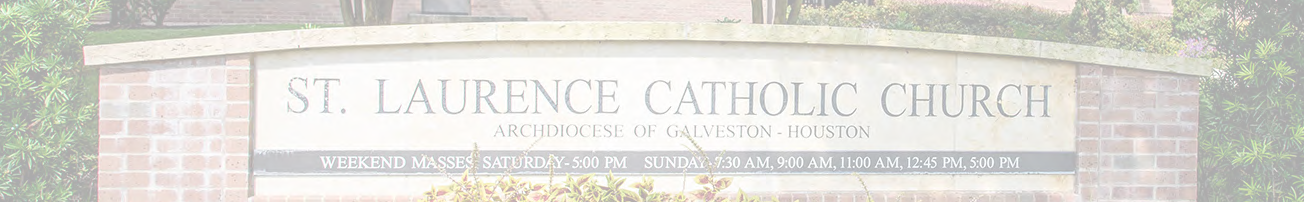 ST. LAURENCE CATHOLIC CHURCH
ARCHDIOCESE OF GALVESTON - HOUSTON
WEEKEND MASSES SATURDAY- 5:00 PM SUNDAY- 7:30 AM, 9:00 AM, 11:00 AM, 12:45 PM, 5:00 PM